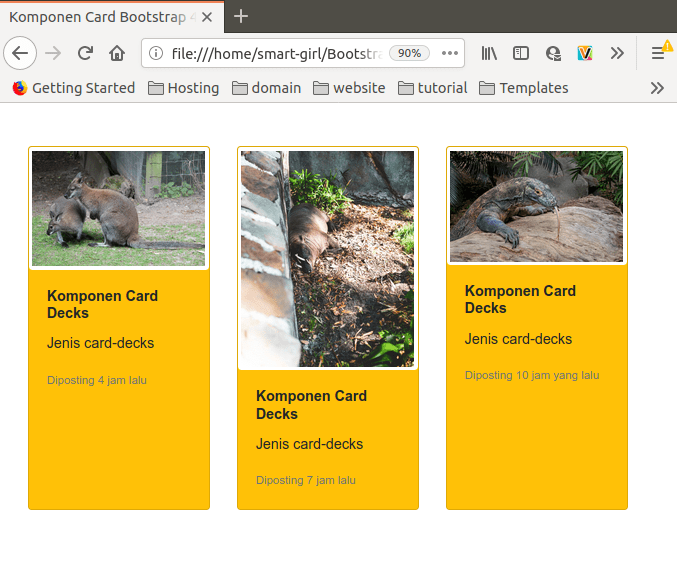 Komponen Card Bootstrap 4
file:///home/smart-girl/Bootstra
90%
Getting Started
Hosting
domain
website
tutorial
Templates
Komponen Card
Decks
Jenis card-decks
Diposting 4 jam lalu
Komponen Card
Decks
Jenis card-decks
Diposting 7 jam lalu
Komponen Card
Decks
Jenis card-decks
Diposting 10 jam yang lalu